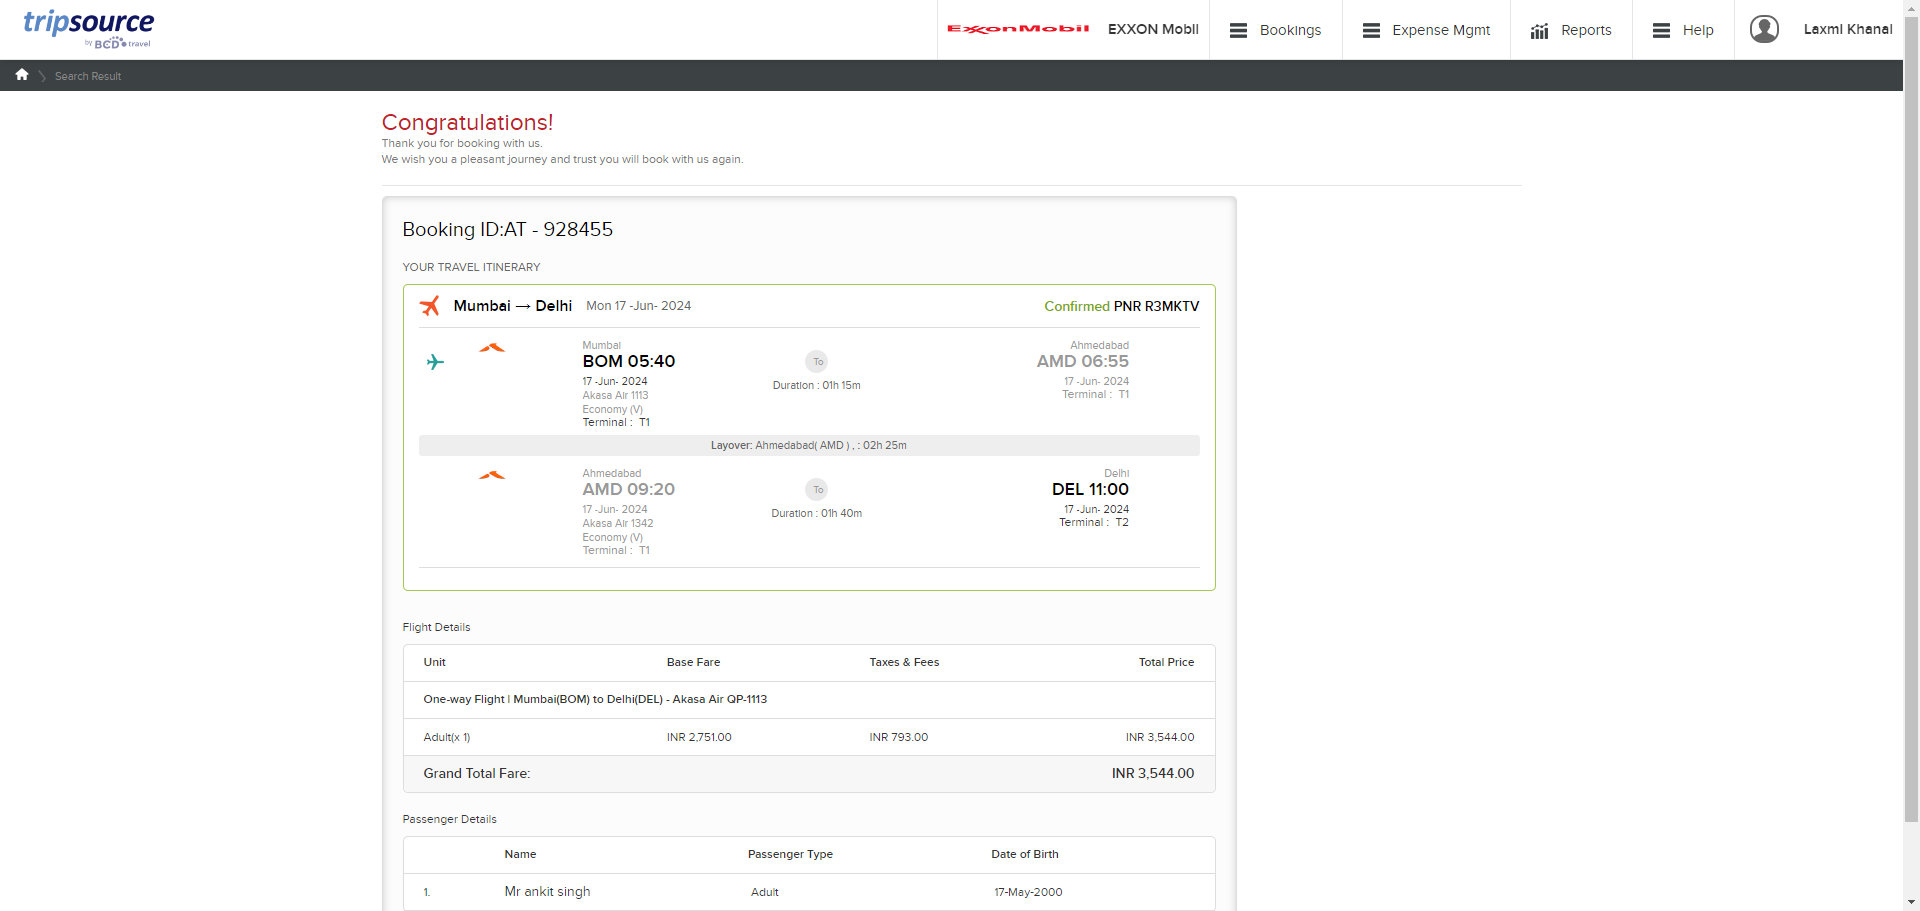 tripsource
by BCD travel
ExxonMobil
EXXON Mobil
Bookings
Expense Mgmt
Reports
Help
Laxmi Khanal
Search Result
Congratulations!
Thank you for booking with us.
We wish you a pleasant journey and trust you will book with us again.
Booking ID:AT - 928455
YOUR TRAVEL ITINERARY
Mumbai → Delhi Mon 17 -Jun- 2024 Confirmed PNR R3MKTV
Mumbai Ahmedabad
BOM 05:40 To AMD 06:55
17 -Jun- 2024 Duration : 01h 15m 17 -Jun- 2024
Akasa Air 1113 Terminal : T1
Economy (V)
Terminal : T1
Layover: Ahmedabad( AMD ) , : 02h 25m
Ahmedabad Delhi
AMD 09:20 To DEL 11:00
17 -Jun- 2024 Duration : 01h 40m 17 -Jun- 2024
Akasa Air 1342 Terminal : T2
Economy (V)
Terminal : T1
Flight Details
Unit Base Fare Taxes & Fees Total Price
One-way Flight | Mumbai(BOM) to Delhi(DEL) - Akasa Air QP-1113
Adult(x 1) INR 2,751.00 INR 793.00 INR 3,544.00
Grand Total Fare: INR 3,544.00
Passenger Details
Name Passenger Type Date of Birth
1. Mr ankit singh Adult 17-May-2000